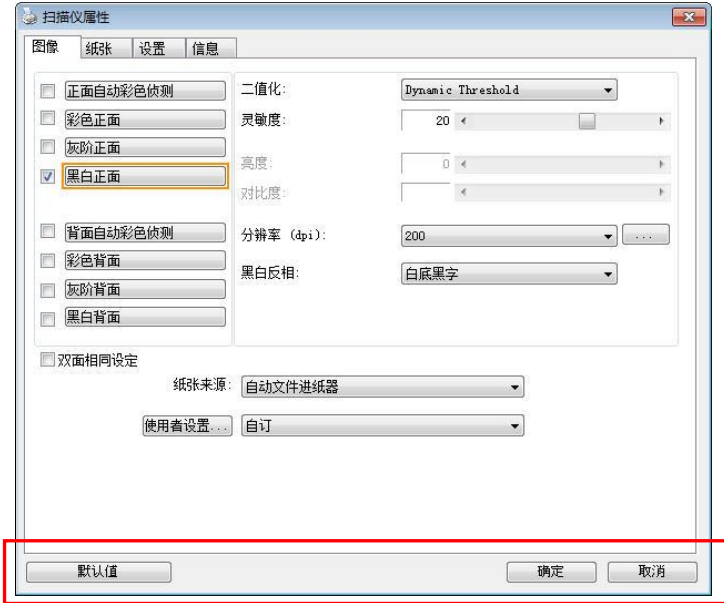 扫描仪属性
图像 纸张 设置 信息
正面自动彩色侦测
彩色正面
灰阶正面
黑白正面
背面自动彩色侦测
彩色背面
灰阶背面
黑白背面
二值化: Dynamic Threshold
灵敏度: 20
亮度: 0
对比度:
分辨率 (dpi): 200 ...
黑白反相: 白底黑字
双面相同设定
纸张来源: 自动文件进纸器
使用者设置... 自订
默认值 确定 取消